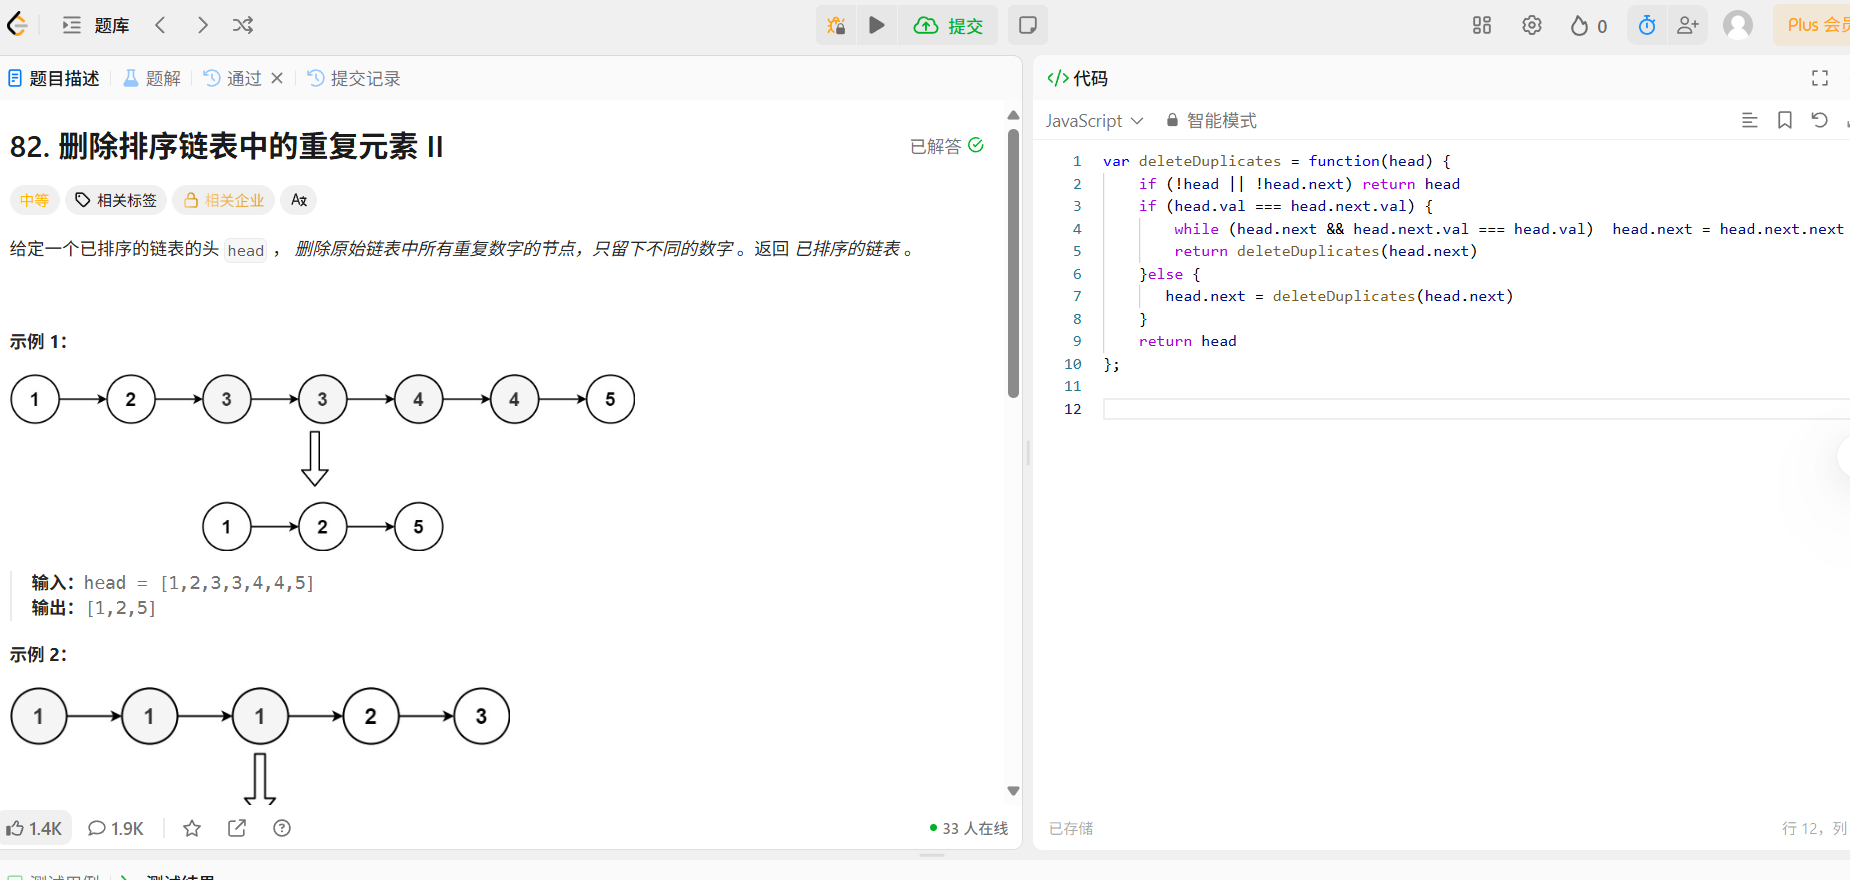 题库
提交
0
Plus 会员
题目描述
题解
通过
提交记录
82. 删除排序链表中的重复元素 II
已解答
中等
相关标签
相关企业
给定一个已排序的链表的头 head ， 删除原始链表中所有重复数字的节点，只留下不同的数字 。返回 已排序的链表 。
示例 1：
1 2 3 3 4 4 5
1 2 5
输入：head = [1,2,3,3,4,4,5]
输出：[1,2,5]
示例 2：
1 1 1 2 3
1.4K
1.9K
33 人在线
测试用例
测试结果
</> 代码
JavaScript
智能模式
1 var deleteDuplicates = function(head) {
2 if (!head || !head.next) return head
3 if (head.val === head.next.val) {
4 while (head.next && head.next.val === head.val)  head.next = head.next.next
5 return deleteDuplicates(head.next)
6 }else {
7 head.next = deleteDuplicates(head.next)
8 }
9 return head
10 };
11
12
已存储
行 12，列